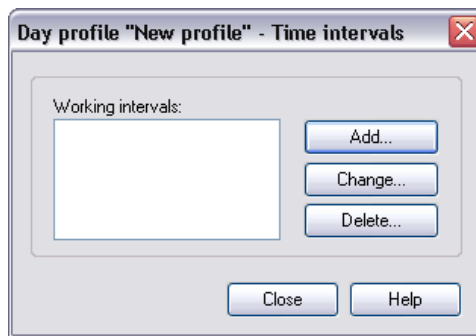 Day profile "New profile" - Time intervals
Working intervals:
Add...
Change...
Delete...
Close
Help